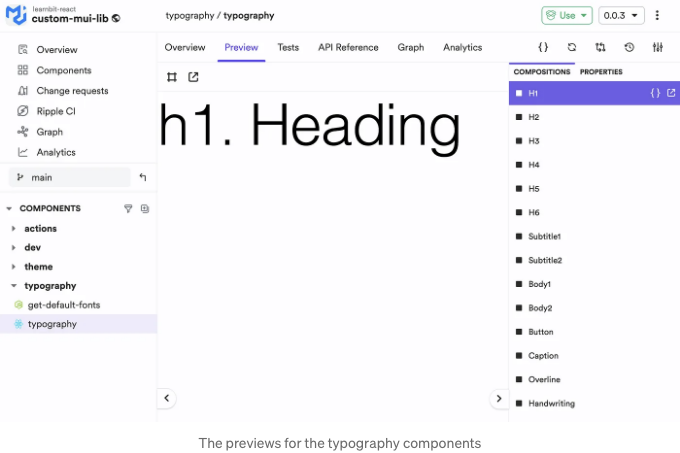 learnbit-react
custom-mui-lib
typography / typography
Use
0.0.3
Overview
Components
Change requests
Ripple CI
Graph
Analytics
main
COMPONENTS
actions
dev
theme
typography
get-default-fonts
typography
Overview Preview Tests API Reference Graph Analytics
h1. Heading
COMPOSITIONS PROPERTIES
H1
H2
H3
H4
H5
H6
Subtitle1
Subtitle2
Body1
Body2
Button
Caption
Overline
Handwriting
The previews for the typography components